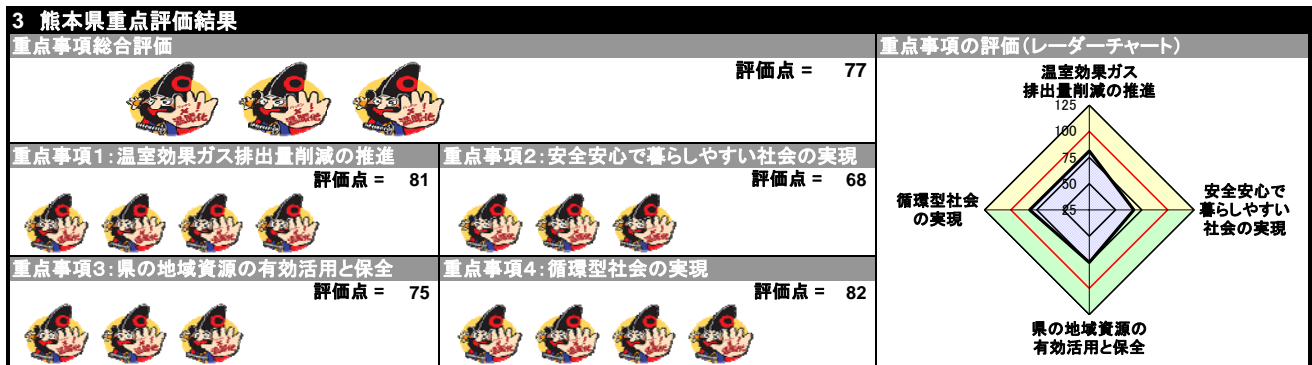 3 熊本県重点評価結果
重点事項総合評価
評価点 = 77
重点事項1:温室効果ガス排出量削減の推進
評価点 = 81
重点事項2:安全安心で暮らしやすい社会の実現
評価点 = 68
重点事項3:県の地域資源の有効活用と保全
評価点 = 75
重点事項4:循環型社会の実現
評価点 = 82
重点事項の評価(レーダーチャート)
温室効果ガス
排出量削減の推進
125
100
75
50
25
循環型社会
の実現
安全安心で
暮らしやすい
社会の実現
県の地域資源の
有効活用と保全